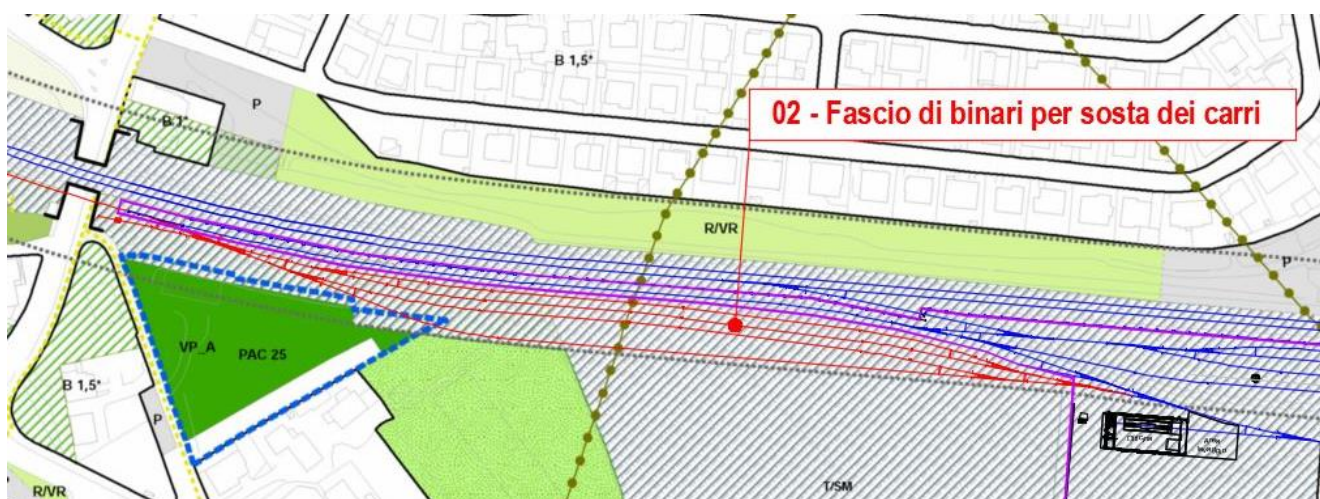 B 1,5*
P
02 - Fascio di binari per sosta dei carri
B 1*
R/VR
P
VP_A
PAC 25
B 1,5*
P
R/VR
T/SM